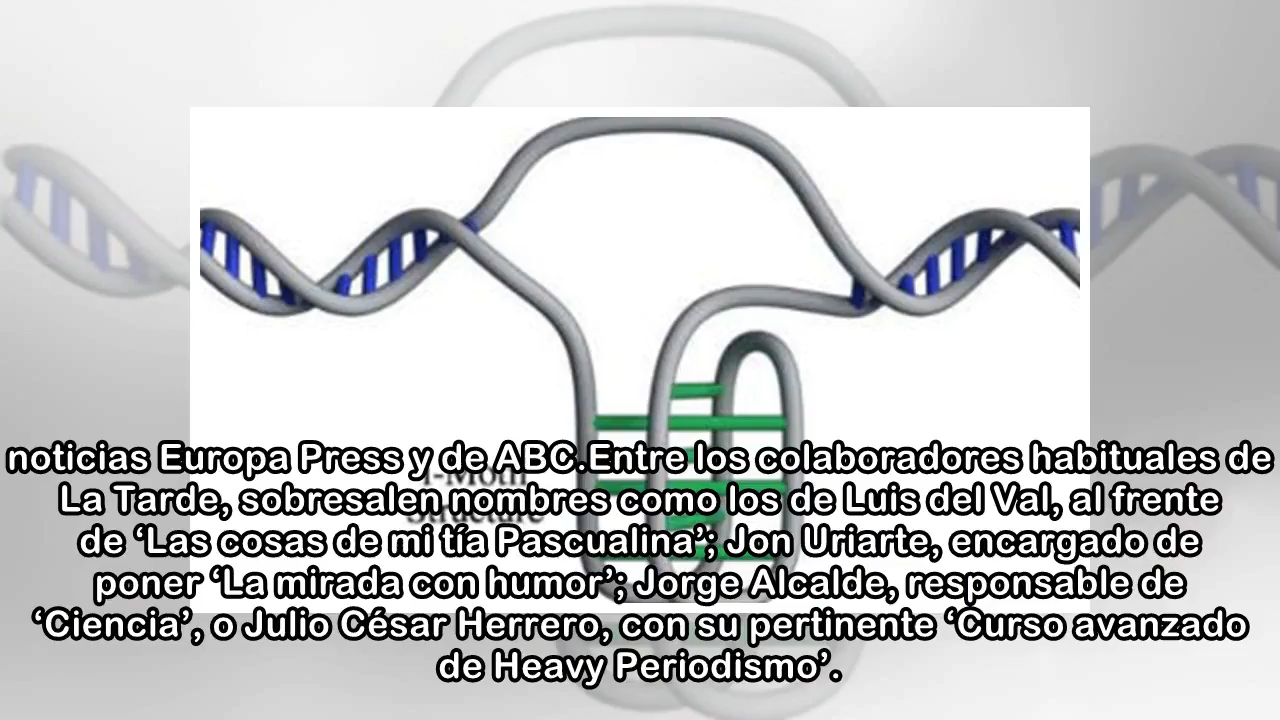 noticias Europa Press y de ABC.Entre los colaboradores habituales de
La Tarde, sobresalen nombres como los de Luis del Val, al frente
de ‘Las cosas de mi tía Pascualina’; Jon Uriarte, encargado de
poner ‘La mirada con humor’; Jorge Alcalde, responsable de
‘Ciencia’, o Julio César Herrero, con su pertinente ‘Curso avanzado
de Heavy Periodismo’.